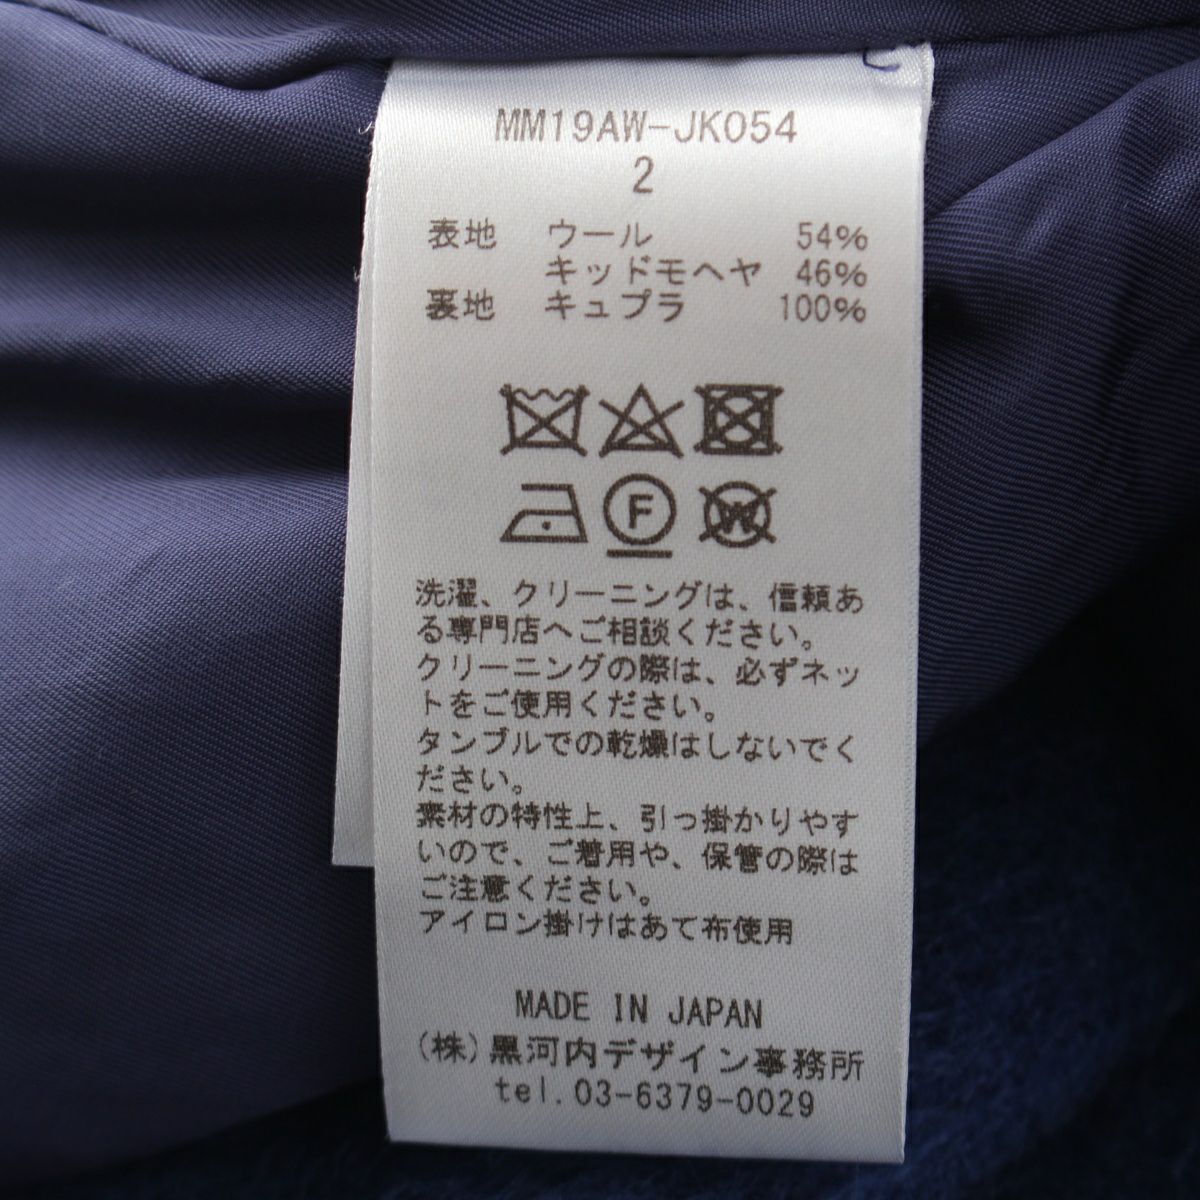 MM19AW-JK054
2
表地 ウール 54%
キッドモヘヤ 46%
裏地 キュプラ 100%
F
W
洗濯、クリーニングは、信頼あ
る専門店へご相談ください。
クリーニングの際は、必ずネッ
トをご使用ください。
タンブルでの乾燥はしないでく
ださい。
素材の特性上、引っ掛かりやす
いので、ご着用や、保管の際は
ご注意ください。
アイロン掛けはあて布使用
MADE IN JAPAN
(株)黒河内デザイン事務所
tel.03-6379-0029